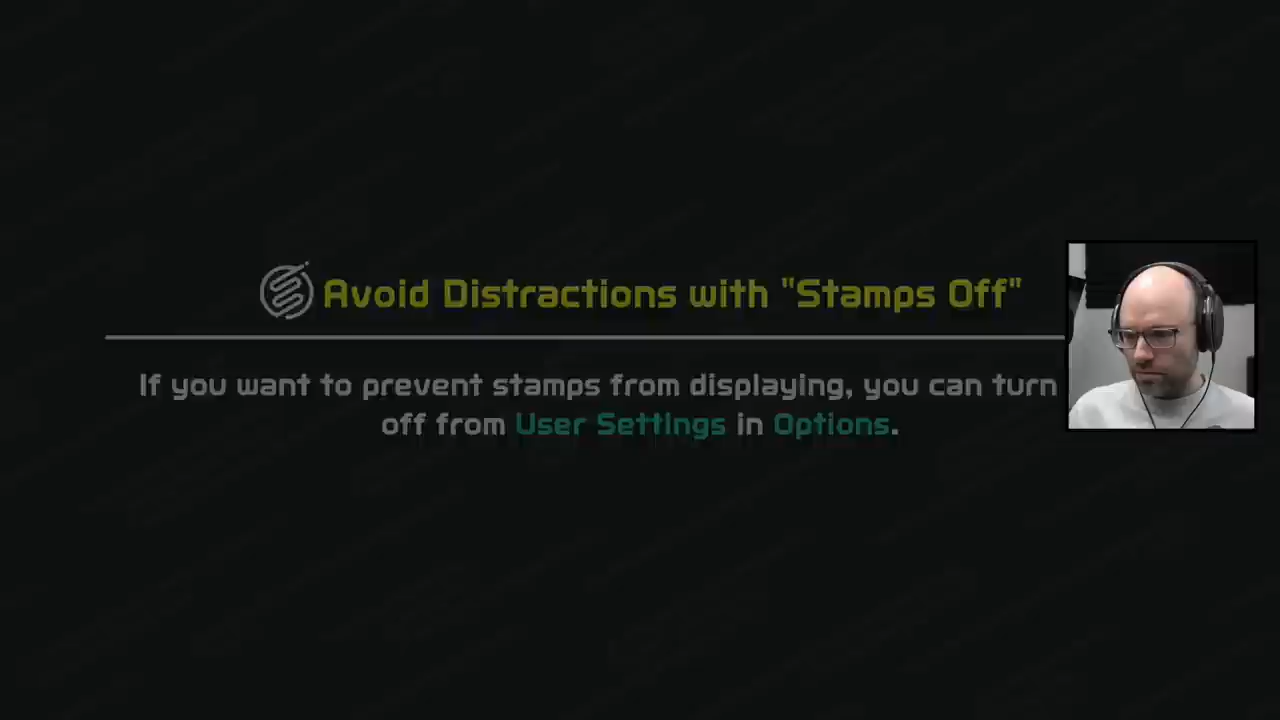 Avoid Distractions with "Stamps Off"
If you want to prevent stamps from displaying, you can turn
off from User Settings in Options.